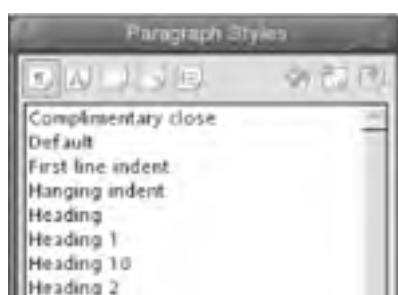 Paragraph Styles
Complimentary close
Default
First line indent
Hanging indent
Heading
Heading 1
Heading 10
Heading 2